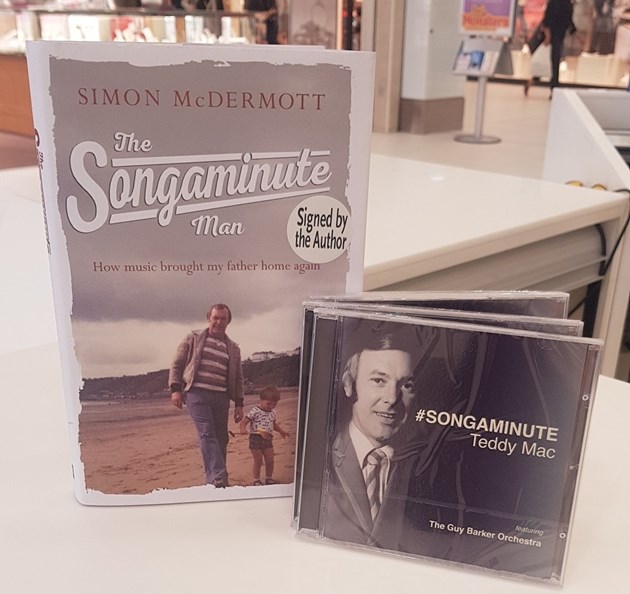 SIMON McDERMOTT
The
Songaminute
Man
Signed by
the Author
How music brought my father home again
#SONGAMINUTE
Teddy Mac
featuring
The Guy Barker Orchestra